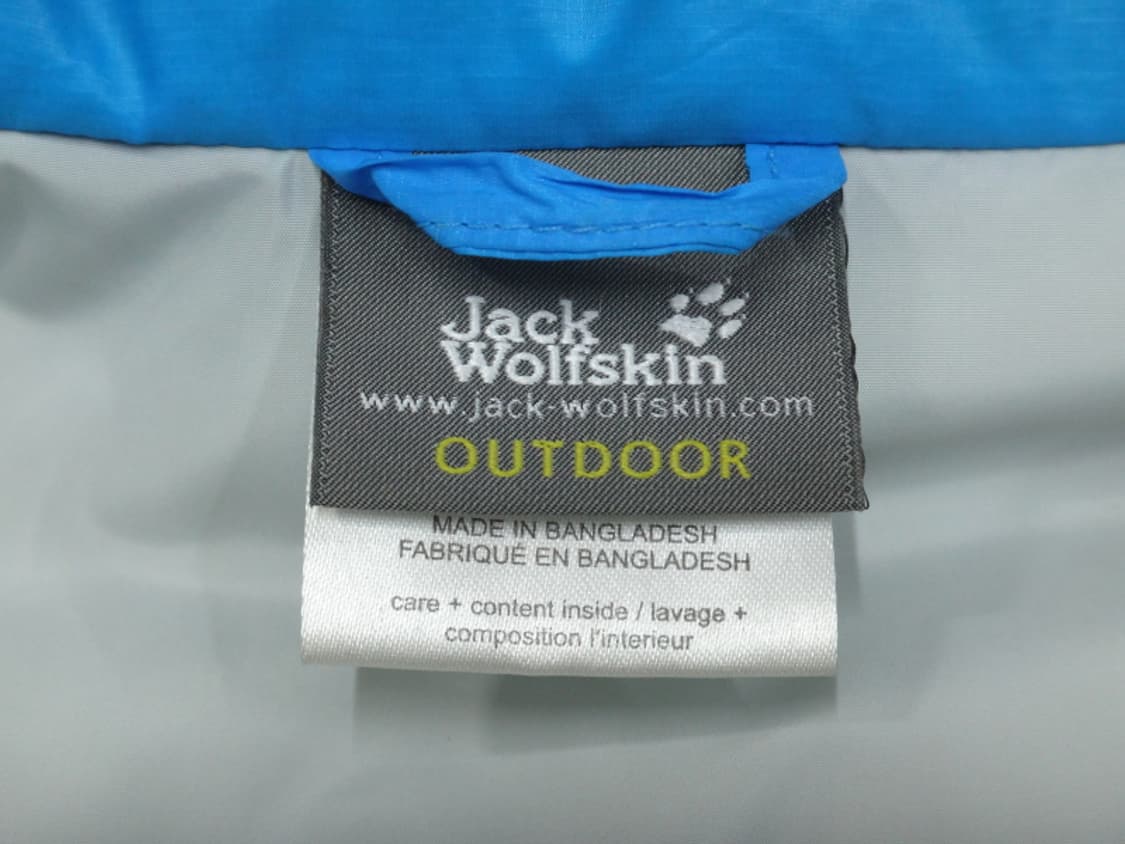 Jack
Wolfskin
www.jack-wolfskin.com
OUTDOOR
MADE IN BANGLADESH
FABRIQUÉ EN BANGLADESH
care + content inside / lavage +
composition l'interieur